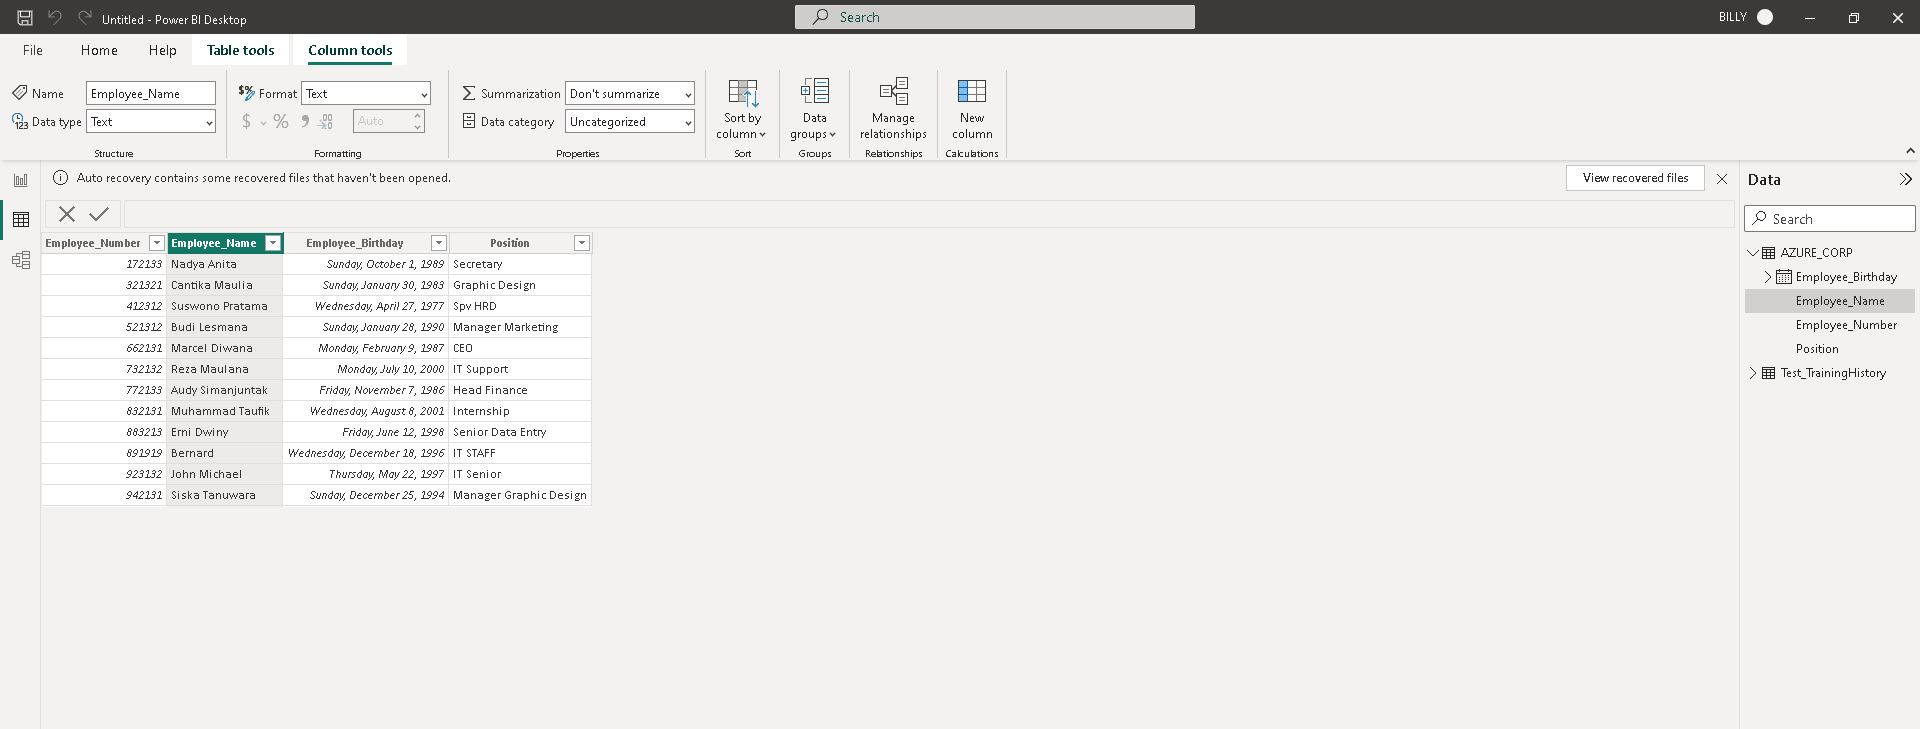 Untitled - Power BI Desktop
Search
BILLY
File Home Help Table tools Column tools
Name Employee_Name
$% Format Text
Summarization Don't summarize
Data type Text
$ % 9 .00 Auto
Data category Uncategorized
Sort by column
Data groups
Manage relationships
New column
Structure Formatting Properties Sort Groups Relationships Calculations
Auto recovery contains some recovered files that haven't been opened.
View recovered files
Employee_Number Employee_Name Employee_Birthday Position
172133 Nadya Anita Sunday, October 1, 1989 Secretary
321321 Cantika Maulia Sunday, January 30, 1983 Graphic Design
412312 Suswono Pratama Wednesday, April 27, 1977 Spv HRD
521312 Budi Lesmana Sunday, January 28, 1990 Manager Marketing
662131 Marcel Diwana Monday, February 9, 1987 CEO
732132 Reza Maulana Monday, July 10, 2000 IT Support
772133 Audy Simanjuntak Friday, November 7, 1986 Head Finance
832131 Muhammad Taufik Wednesday, August 8, 2001 Internship
883213 Erni Dwiny Friday, June 12, 1998 Senior Data Entry
891919 Bernard Wednesday, December 18, 1996 IT STAFF
923132 John Michael Thursday, May 22, 1997 IT Senior
942131 Siska Tanuwara Sunday, December 25, 1994 Manager Graphic Design
Data
Search
AZURE_CORP
Employee_Birthday
Employee_Name
Employee_Number
Position
Test_TrainingHistory